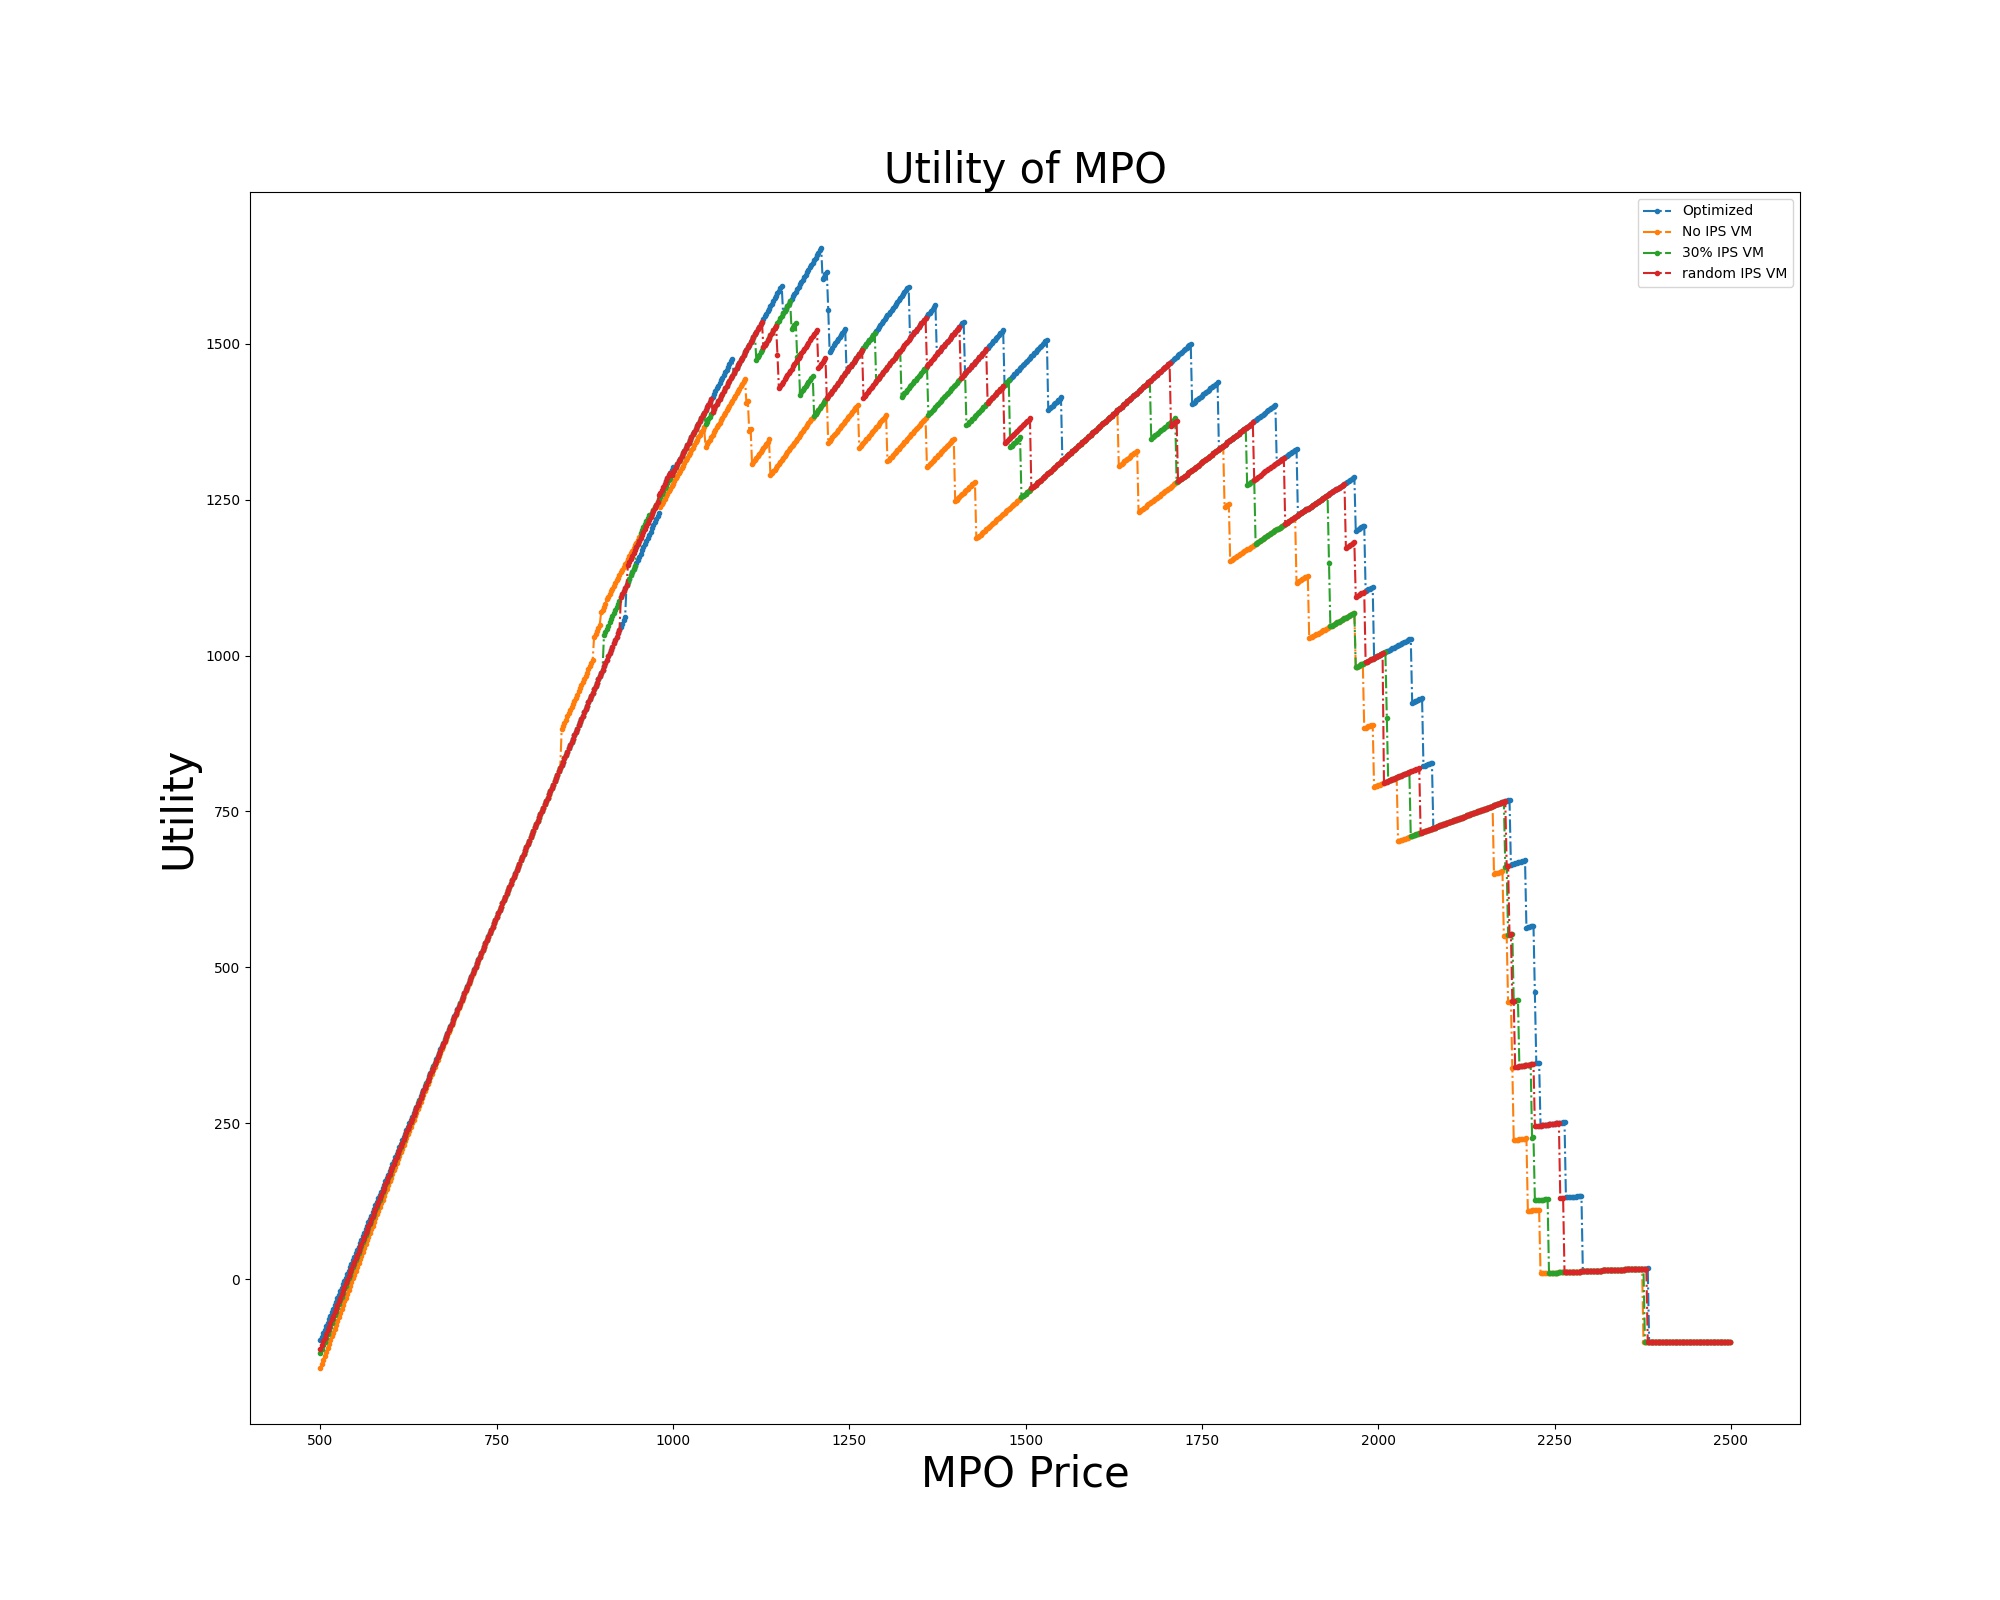 Utility of MPO
Optimized
No IPS VM
30% IPS VM
random IPS VM
Utility
1500
1250
1000
750
500
250
0
500 750 1000 1250 1500 1750 2000 2250 2500
MPO Price